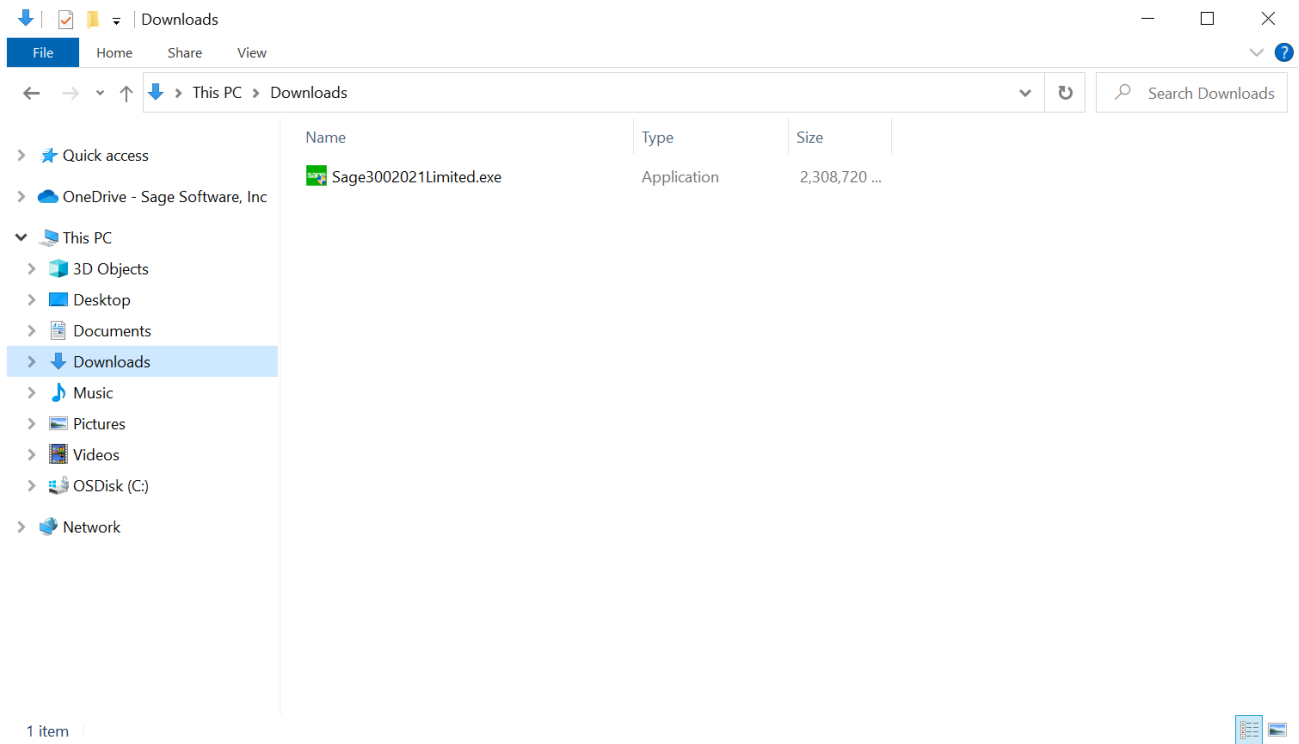 Downloads
File Home Share View
?
This PC Downloads
Search Downloads
Name Type Size
Quick access
Sage3002021Limited.exe Application 2,308,720 ...
OneDrive - Sage Software, Inc
This PC
3D Objects
Desktop
Documents
Downloads
Music
Pictures
Videos
OSDisk (C:)
Network
1 item